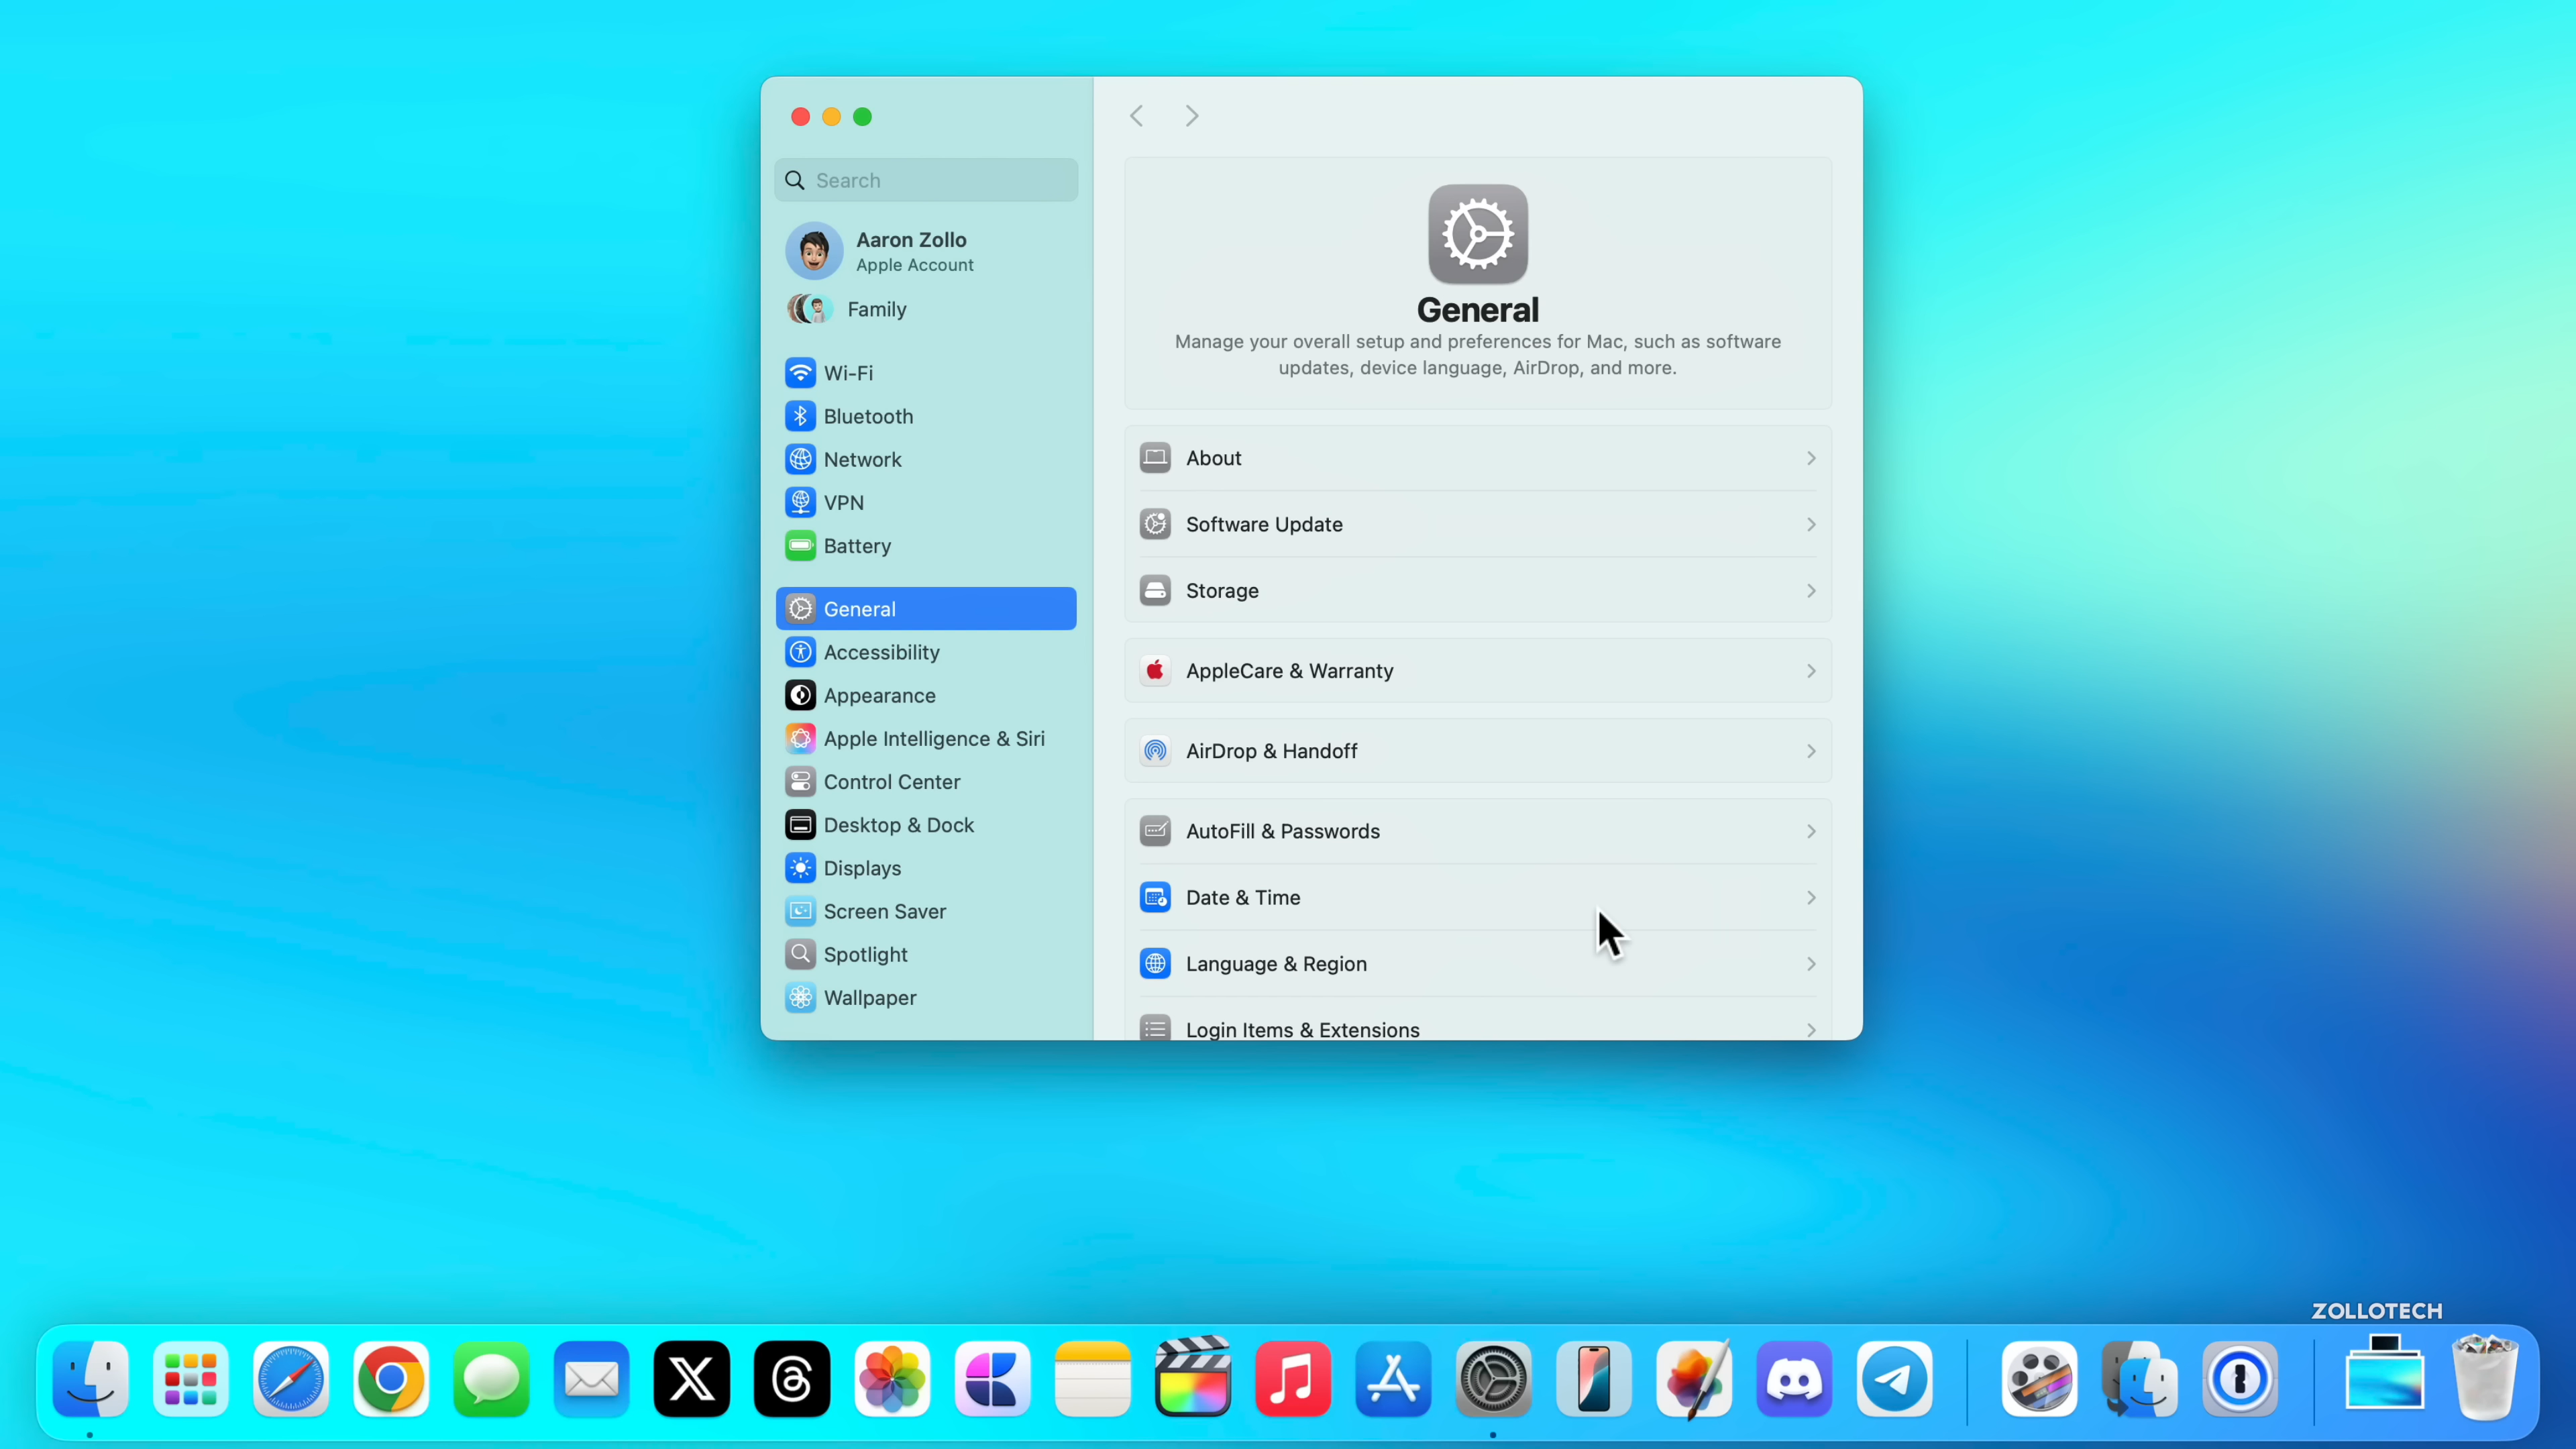 Search
Aaron Zollo
Apple Account
Family
Wi-Fi
Bluetooth
Network
VPN
Battery
General
Accessibility
Appearance
Apple Intelligence & Siri
Control Center
Desktop & Dock
Displays
Screen Saver
Spotlight
Wallpaper
General
Manage your overall setup and preferences for Mac, such as software
updates, device language, AirDrop, and more.
About
Software Update
Storage
AppleCare & Warranty
AirDrop & Handoff
AutoFill & Passwords
Date & Time
Language & Region
Login Items & Extensions
ZOLLOTECH